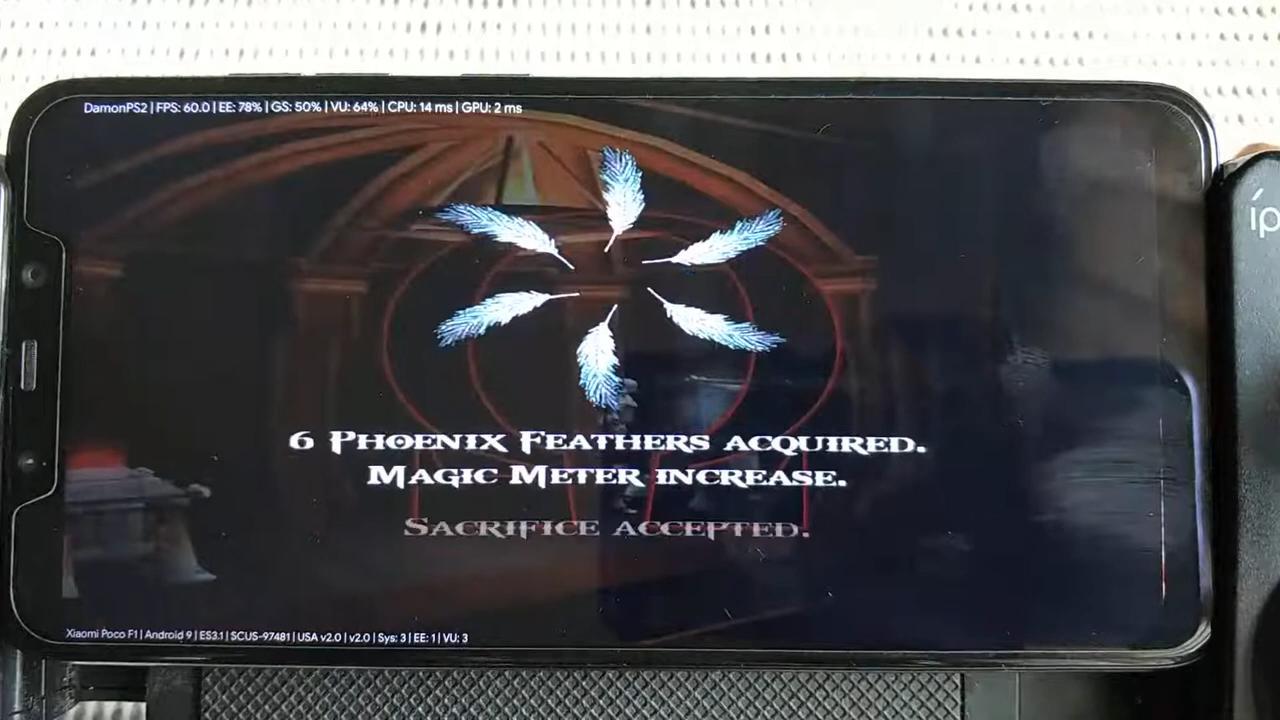 DamonPS2 | FPS: 60.0 | EE: 78% | GS: 50% | VU: 64% | CPU: 14 ms | GPU: 2 ms
6 Phoenix Feathers acquired.
Magic Meter increase.
Sacrifice accepted.
Xiaomi Poco F1 | Android 9 | ES3.1 | SCUS-97481 | USA v2.0 | v2.0 | Sys: 3 | EE: 1 | VU: 3
íp